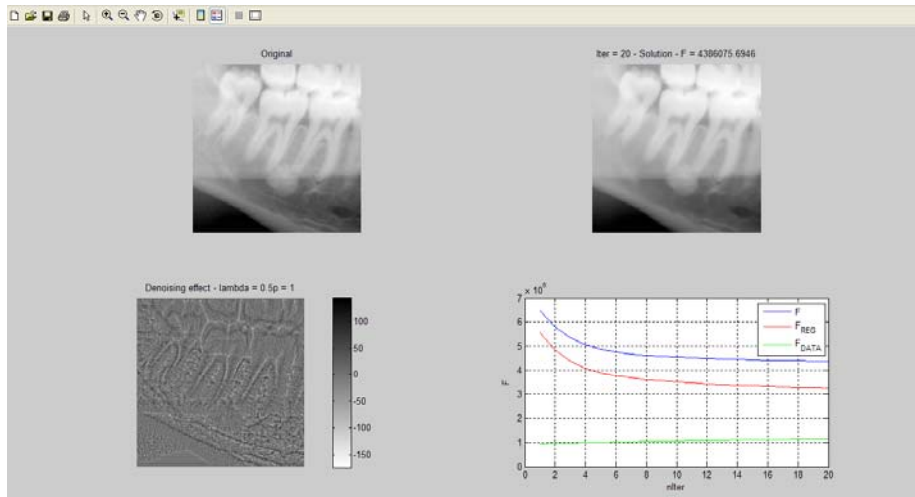 Original
Iter = 20 - Solution - F = 4386075.6946
Denoising effect - lambda = 0.5p = 1
100
50
0
-50
-100
-150
7
6
5
4
3
2
1
0
F
F
F_REG
F_DATA
0 2 4 6 8 10 12 14 16 18 20
nIter